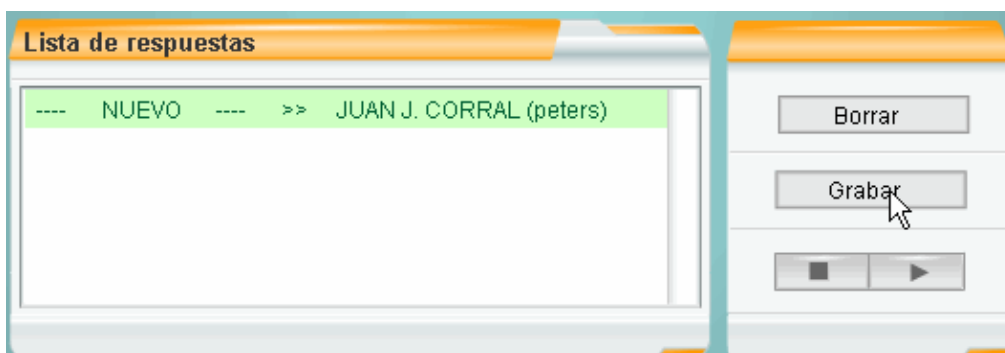 Lista de respuestas
---- NUEVO ---- >> JUAN J. CORRAL (peters)
Borrar
Grabar